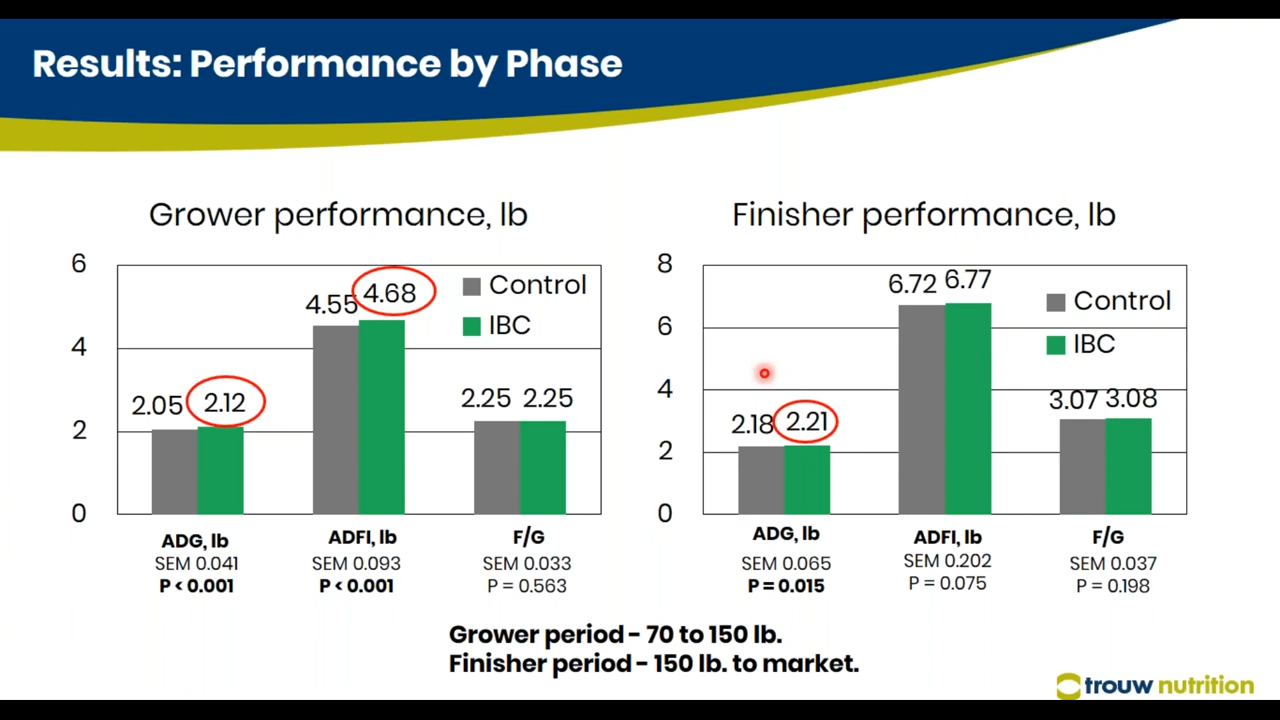 Results: Performance by Phase
Grower performance, lb
6
4
2
0
2.05
2.12
4.55
4.68
2.25
2.25
Control
IBC
ADG, lb
SEM 0.041
P < 0.001
ADFI, lb
SEM 0.093
P < 0.001
F/G
SEM 0.033
P = 0.563
Finisher performance, lb
8
6
4
2
0
2.18
2.21
6.72
6.77
3.07
3.08
Control
IBC
ADG, lb
SEM 0.065
P = 0.015
ADFI, lb
SEM 0.202
P = 0.075
F/G
SEM 0.037
P = 0.198
Grower period - 70 to 150 lb.
Finisher period - 150 lb. to market.
trouw nutrition